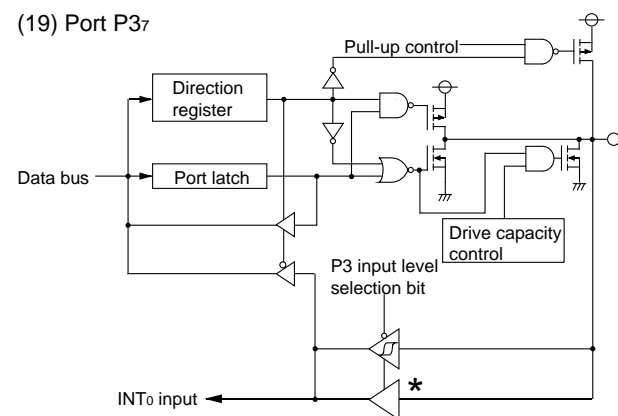 (19) Port P37
Pull-up control
Direction
register
Data bus
Port latch
Drive capacity
control
P3 input level
selection bit
*
INT0 input